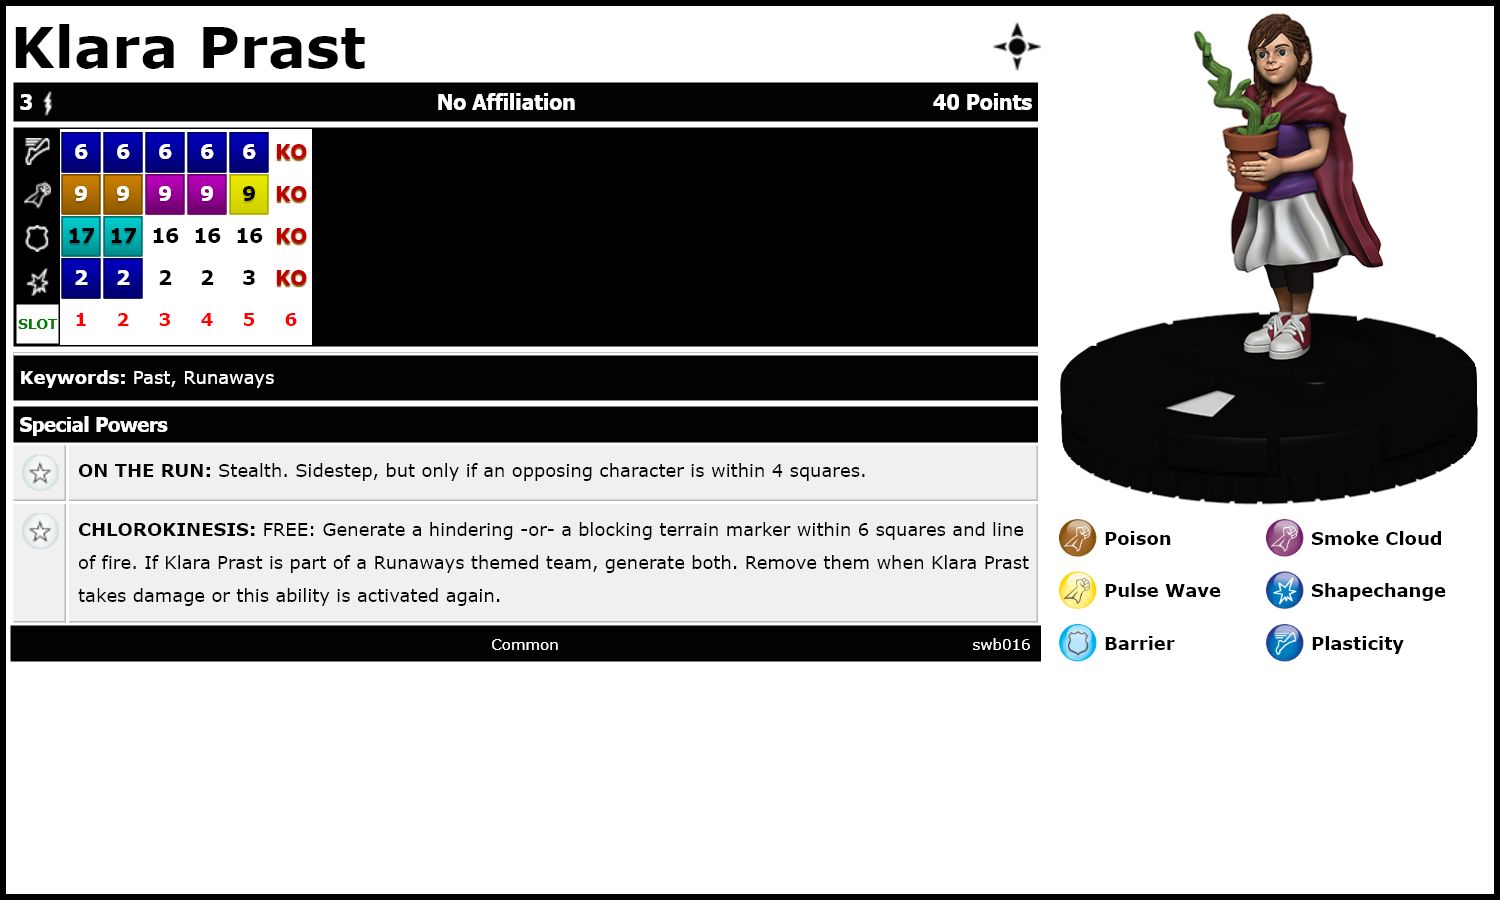 Klara Prast
3 No Affiliation 40 Points
6 6 6 6 6 KO
9 9 9 9 9 KO
17 17 16 16 16 KO
2 2 2 2 3 KO
SLOT 1 2 3 4 5 6
Keywords: Past, Runaways
Special Powers
ON THE RUN: Stealth. Sidestep, but only if an opposing character is within 4 squares.
CHLOROKINESIS: FREE: Generate a hindering -or- a blocking terrain marker within 6 squares and line
of fire. If Klara Prast is part of a Runaways themed team, generate both. Remove them when Klara Prast
takes damage or this ability is activated again.
Common swb016
Poison Smoke Cloud
Pulse Wave Shapechange
Barrier Plasticity